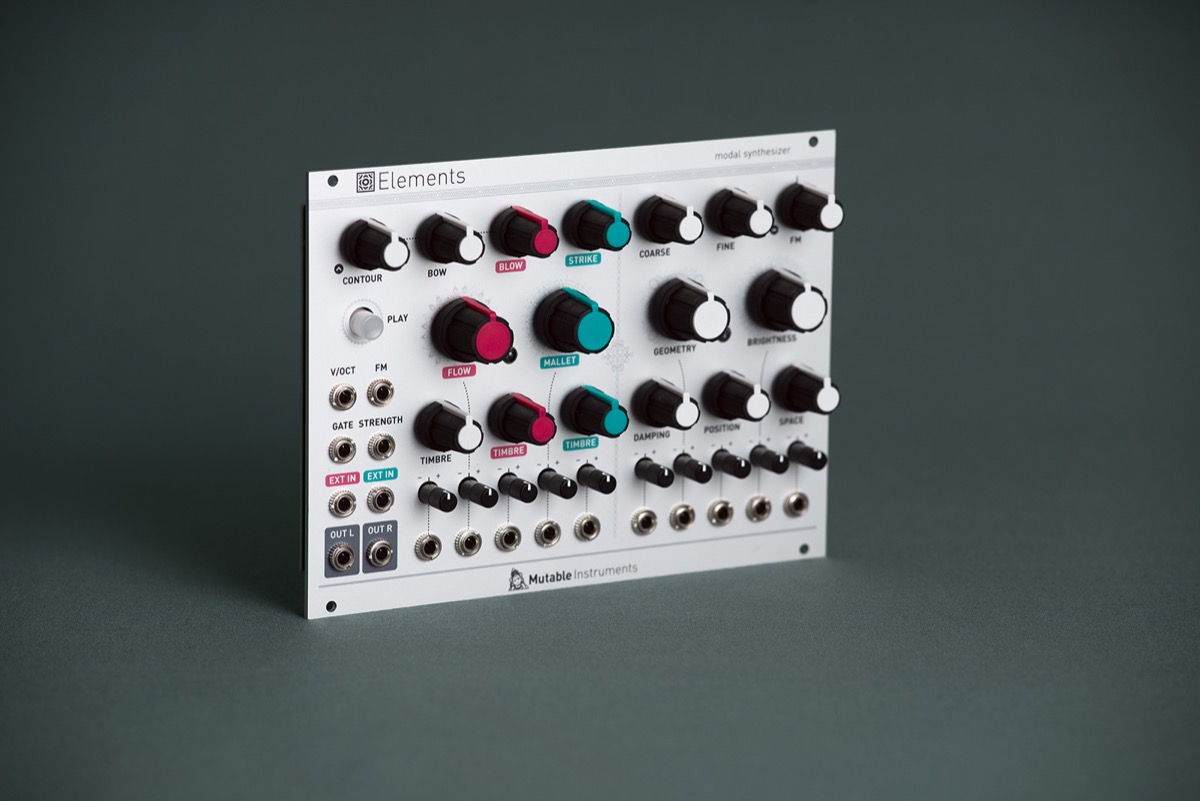 Elements
modal synthesizer
CONTOUR
BOW
BLOW
STRIKE
COARSE
FINE
FM
PLAY
FLOW
MALLET
GEOMETRY
BRIGHTNESS
V/OCT
FM
GATE
STRENGTH
TIMBRE
TIMBRE
TIMBRE
DAMPING
POSITION
SPACE
EXT IN
EXT IN
OUT L
OUT R
Mutable Instruments